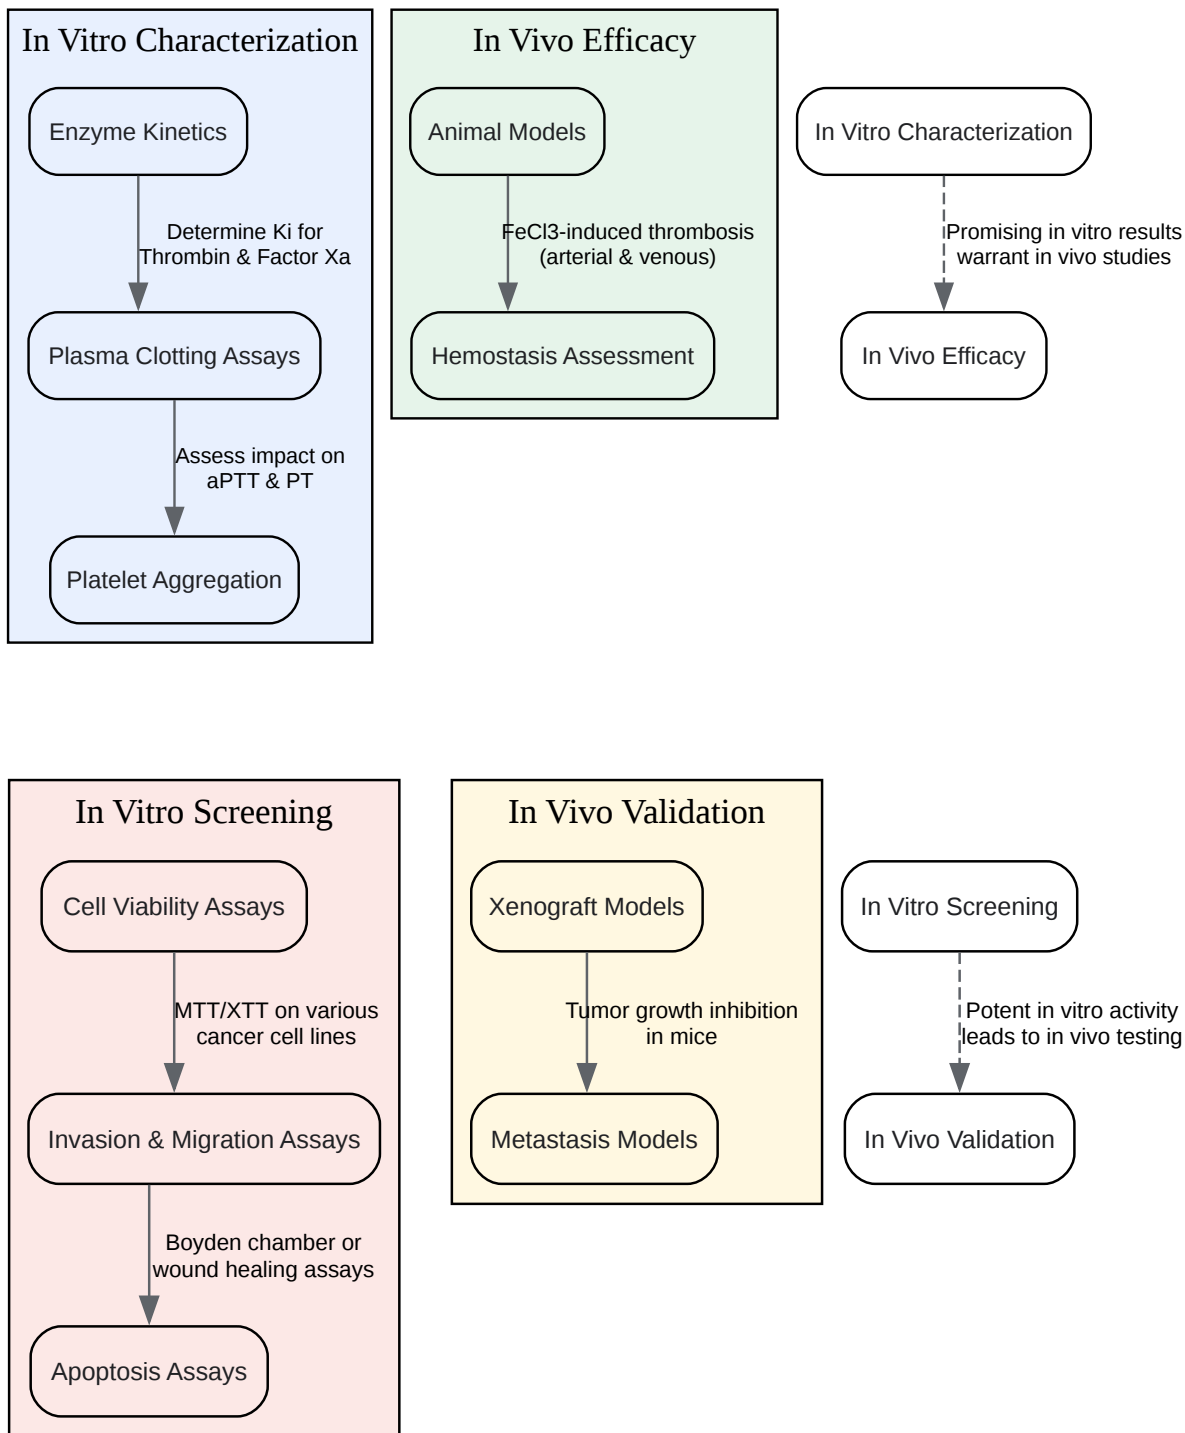 In Vitro Characterization
Enzyme Kinetics
Determine Ki for
Thrombin & Factor Xa
Plasma Clotting Assays
Assess impact on
aPTT & PT
Platelet Aggregation
In Vivo Efficacy
Animal Models
FeCl3-induced thrombosis
(arterial & venous)
Hemostasis Assessment
In Vitro Characterization
Promising in vitro results
warrant in vivo studies
In Vivo Efficacy
In Vitro Screening
Cell Viability Assays
MTT/XTT on various
cancer cell lines
Invasion & Migration Assays
Boyden chamber or
wound healing assays
Apoptosis Assays
In Vivo Validation
Xenograft Models
Tumor growth inhibition
in mice
Metastasis Models
In Vitro Screening
Potent in vitro activity
leads to in vivo testing
In Vivo Validation